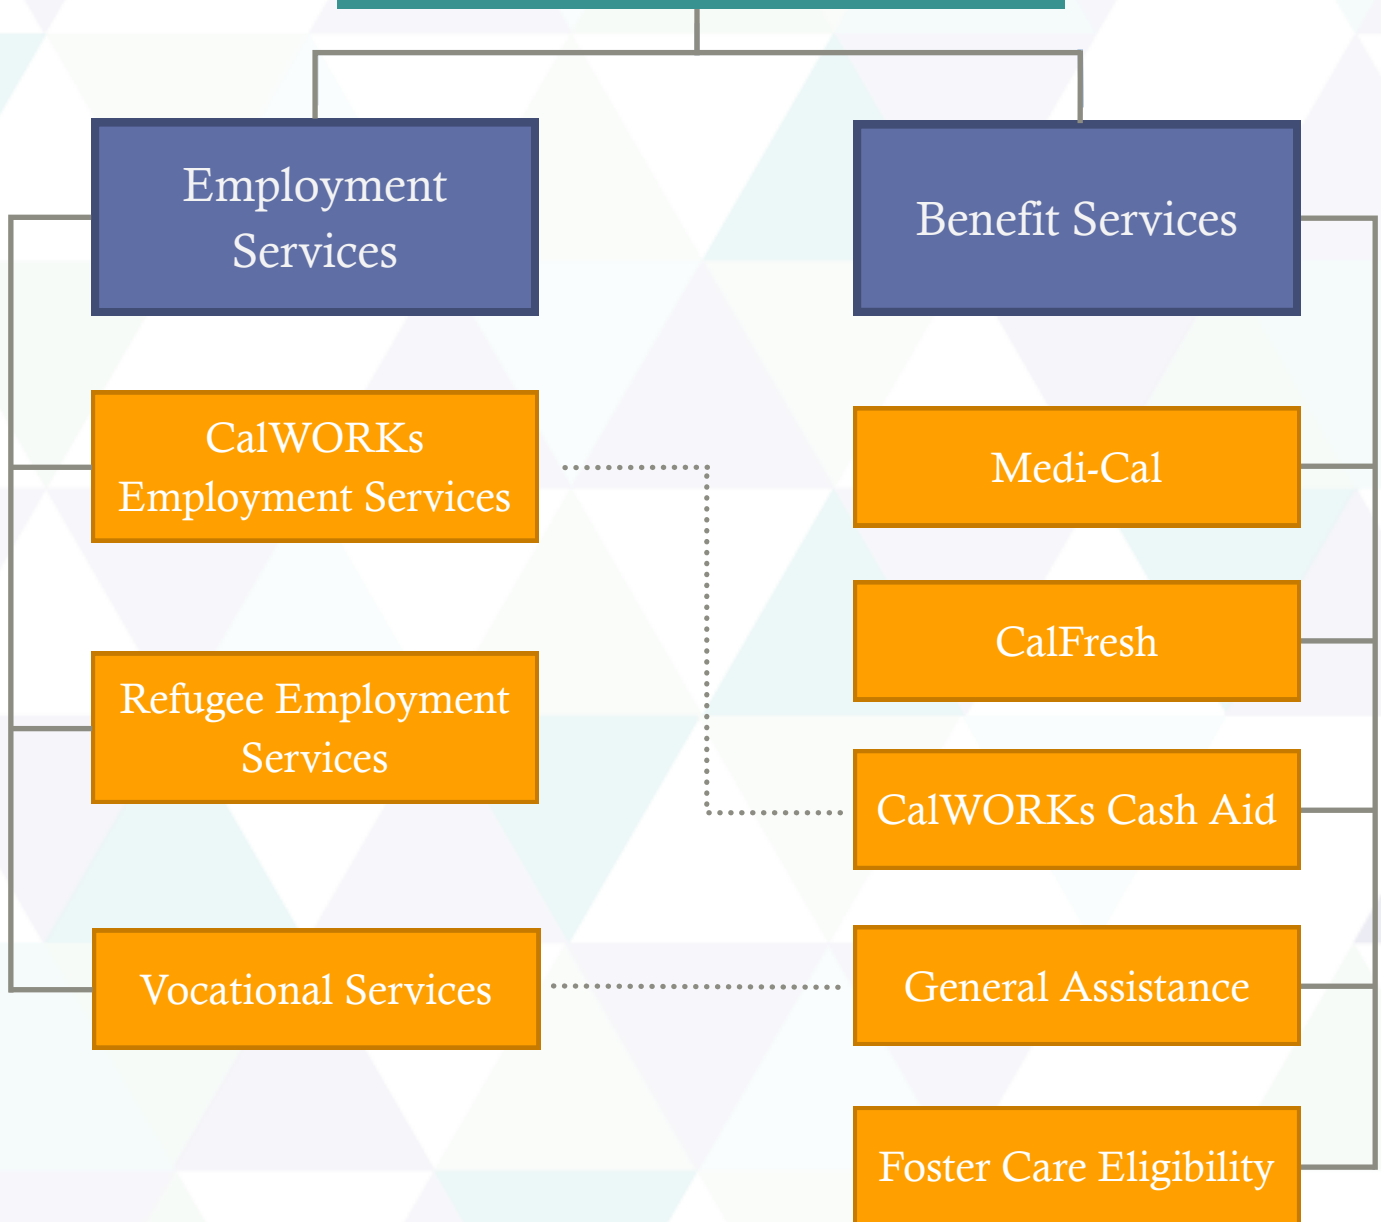 Employment
Services
Benefit Services
CalWORKs
Employment Services
Medi-Cal
CalFresh
Refugee Employment
Services
CalWORKs Cash Aid
Vocational Services
General Assistance
Foster Care Eligibility